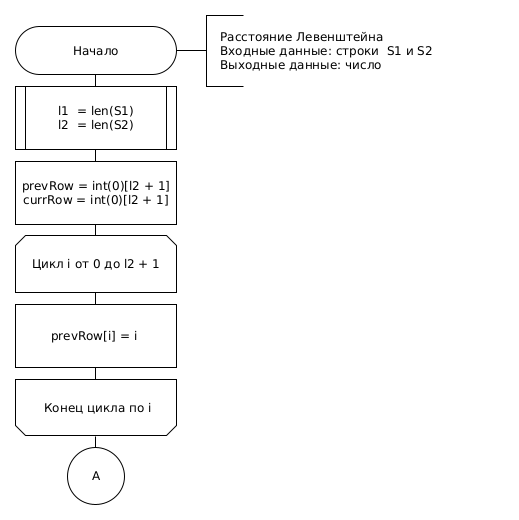 Начало
Расстояние Левенштейна
Входные данные: строки S1 и S2
Выходные данные: число
l1 = len(S1)
l2 = len(S2)
prevRow = int(0)[l2 + 1]
currRow = int(0)[l2 + 1]
Цикл i от 0 до l2 + 1
prevRow[i] = i
Конец цикла по i
A